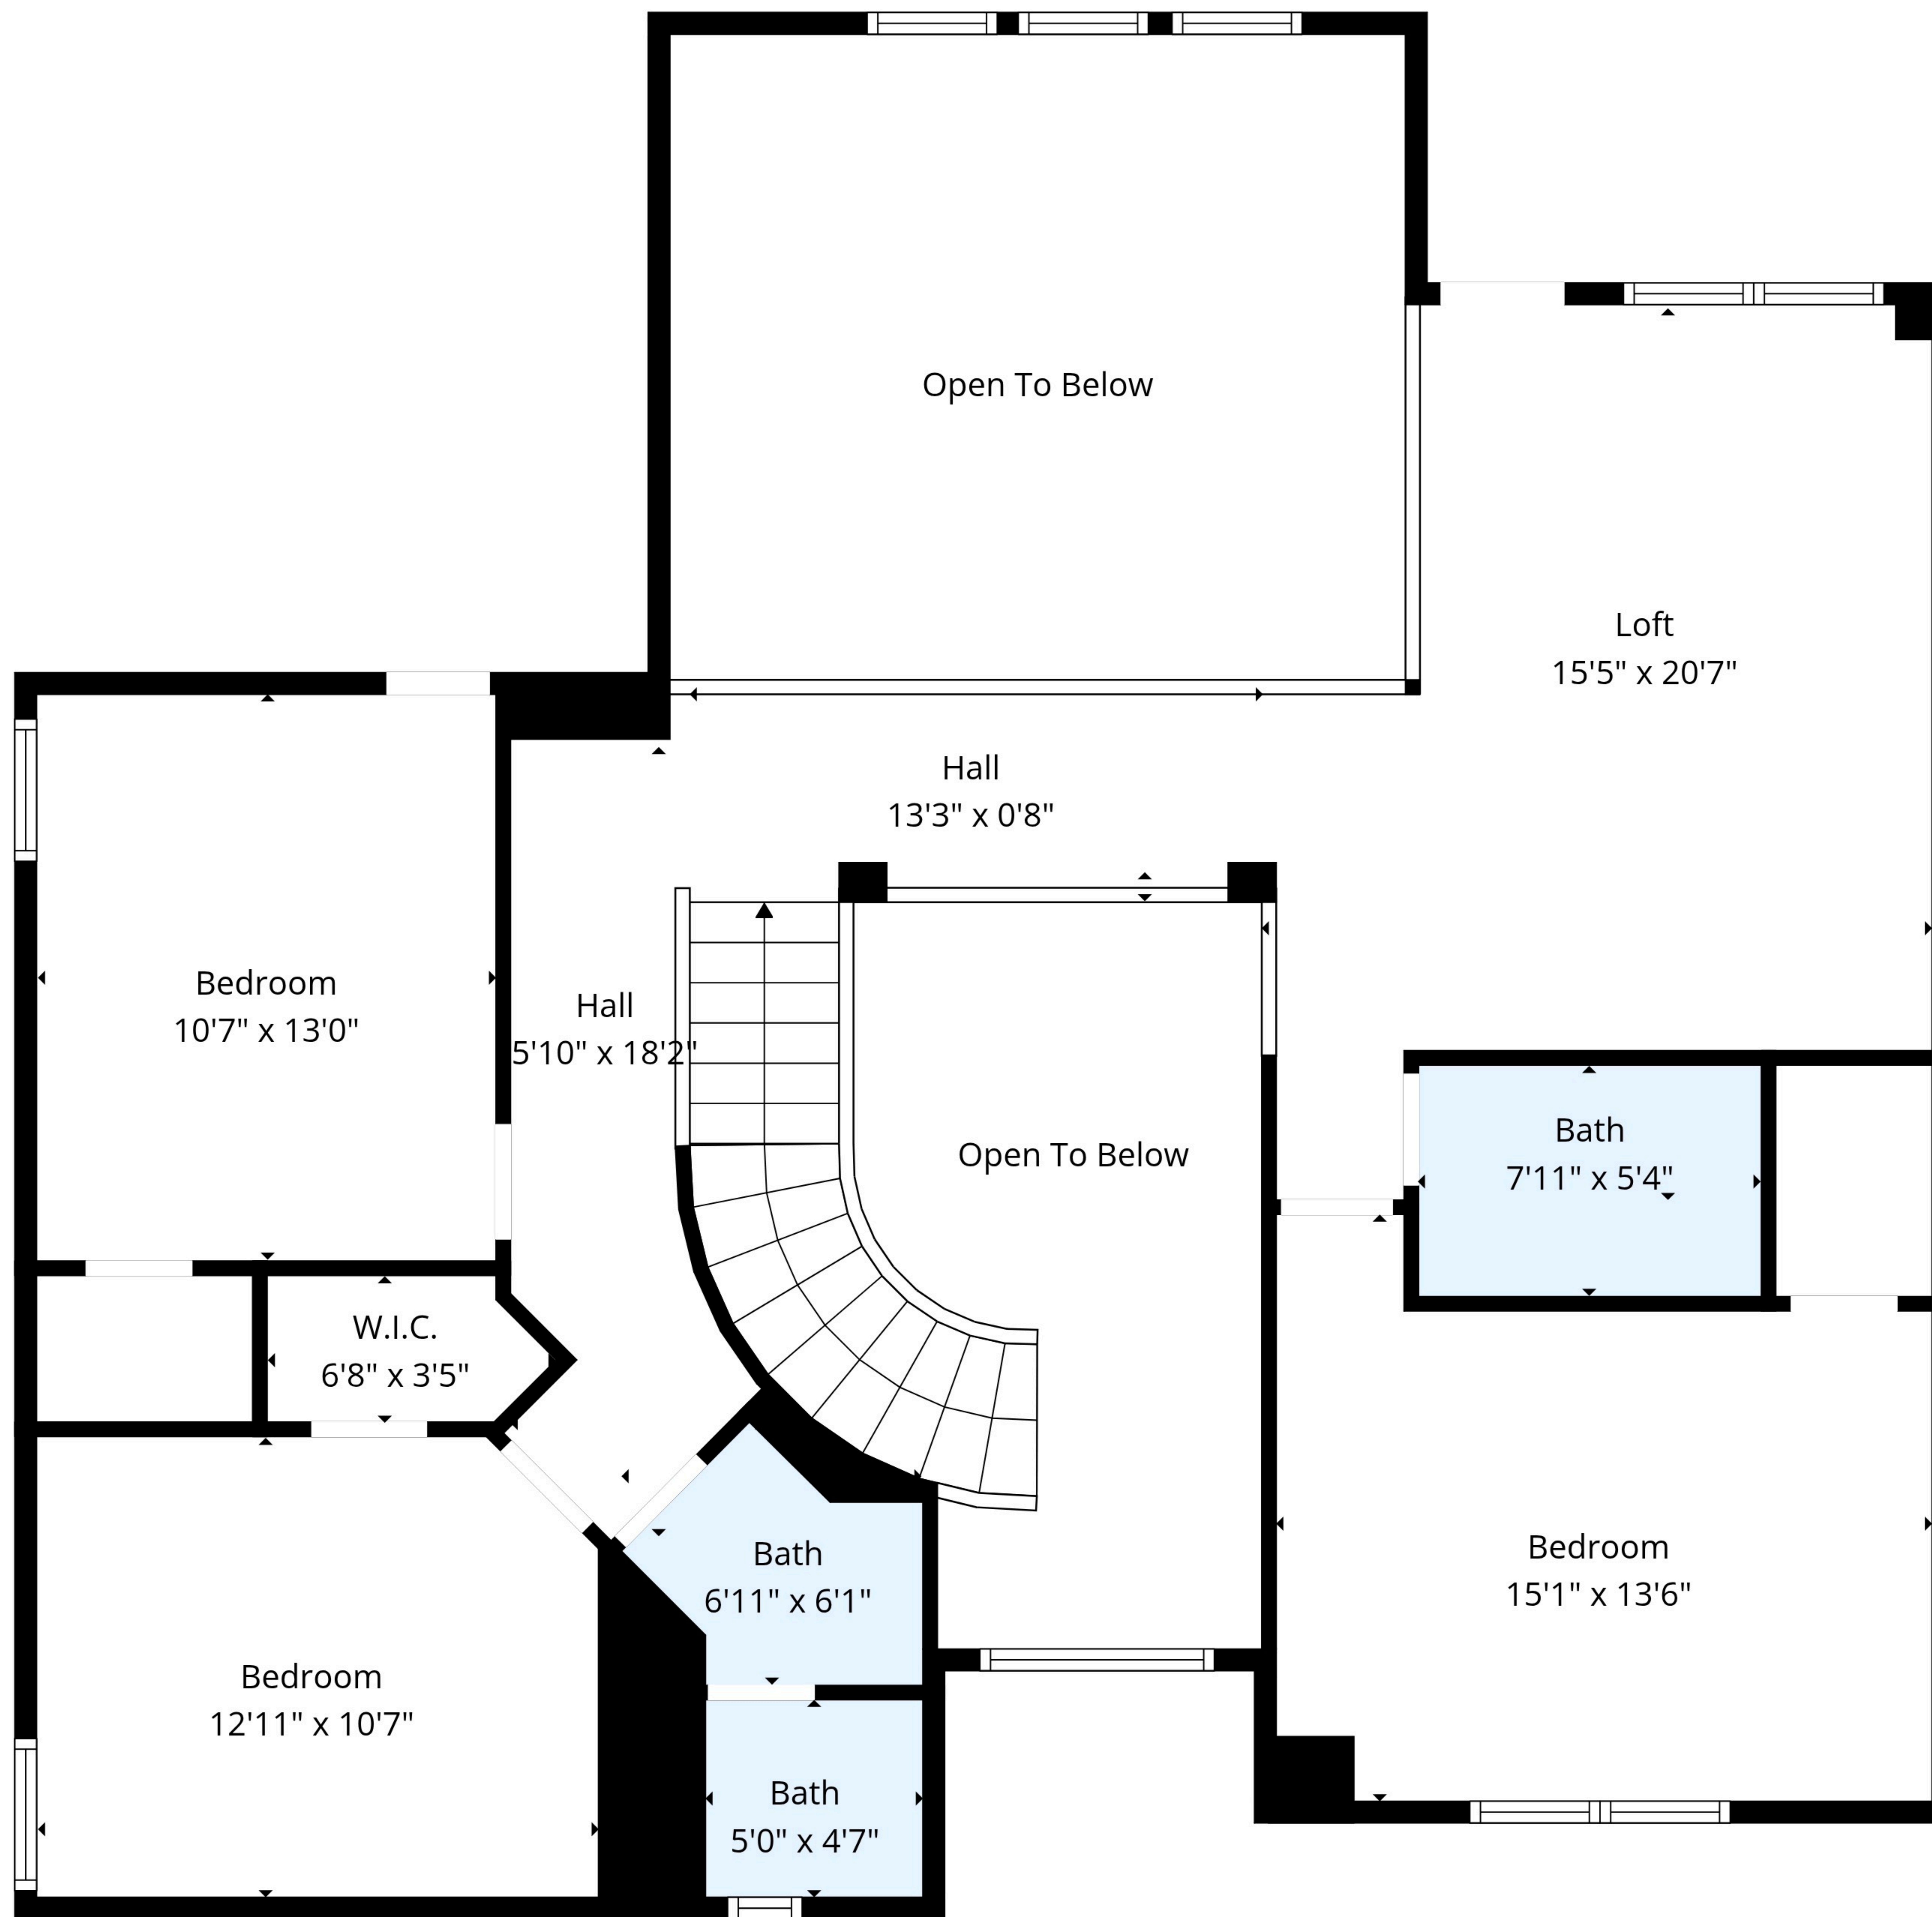 Open To Below
Loft
15'5" x 20'7"
Hall
13'3" x 0'8"
Bedroom
10'7" x 13'0"
Hall
5'10" x 18'2"
Open To Below
Bath
7'11" x 5'4"
W.I.C.
6'8" x 3'5"
Bath
6'11" x 6'1"
Bedroom
15'1" x 13'6"
Bedroom
12'11" x 10'7"
Bath
5'0" x 4'7"